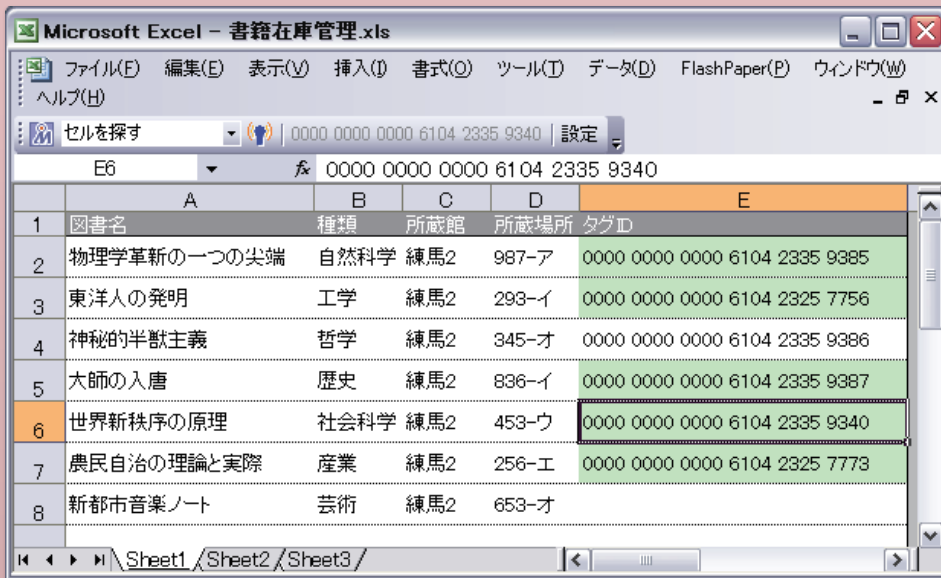 Microsoft Excel - 書籍在庫管理.xls
ファイル(F) 編集(E) 表示(V) 挿入(I) 書式(O) ツール(T) データ(D) FlashPaper(P) ウィンドウ(W)
ヘルプ(H)
セルを探す 0000 0000 0000 6104 2335 9340 設定
E6 fx 0000 0000 0000 6104 2335 9340
A B C D E
1 図書名 種類 所蔵館 所蔵場所 タグID
2 物理学革新の一つの尖端 自然科学 練馬2 987-ア 0000 0000 0000 6104 2335 9385
3 東洋人の発明 工学 練馬2 293-イ 0000 0000 0000 6104 2325 7756
4 神秘的半獣主義 哲学 練馬2 345-オ 0000 0000 0000 6104 2335 9386
5 大師の入唐 歴史 練馬2 836-イ 0000 0000 0000 6104 2335 9387
6 世界新秩序の原理 社会科学 練馬2 453-ウ 0000 0000 0000 6104 2335 9340
7 農民自治の理論と実際 産業 練馬2 256-エ 0000 0000 0000 6104 2325 7773
8 新都市音楽ノート 芸術 練馬2 653-オ
Sheet1 Sheet2 Sheet3